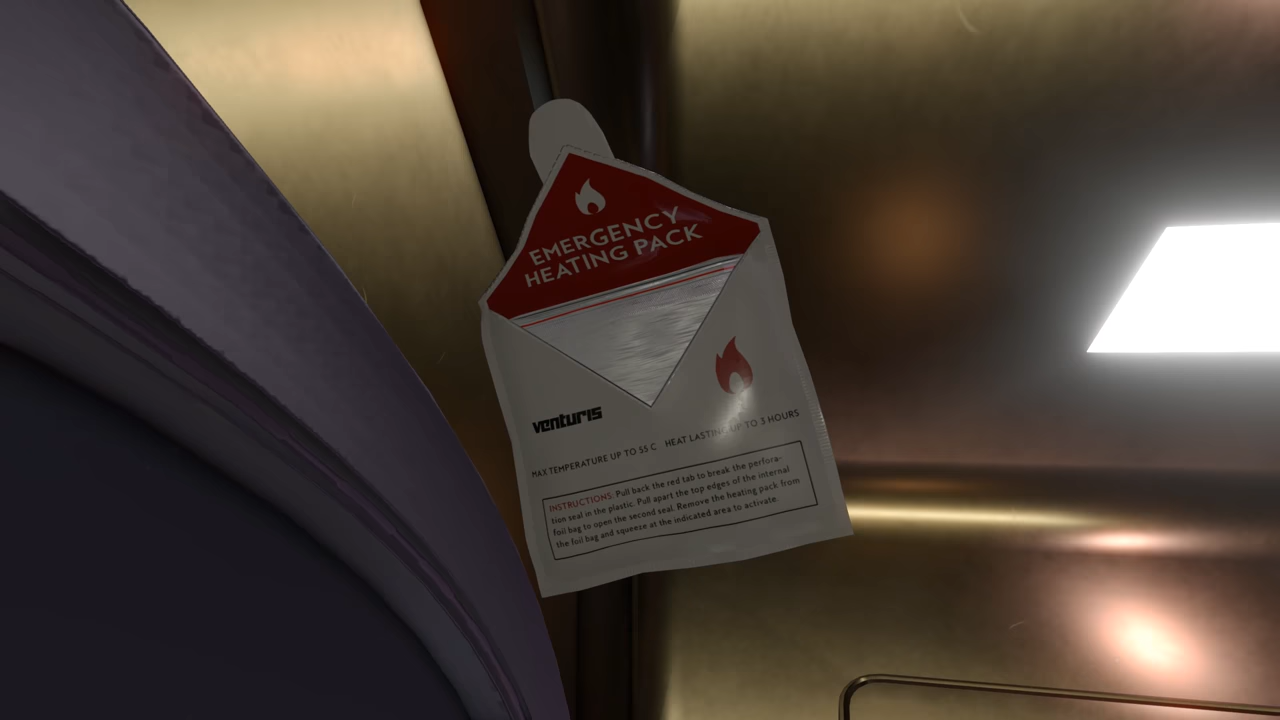 EMERGENCY
HEATING PACK
venturis
MAX TEMPERATURE UP TO 55 C HEAT LASTING UP TO 3 HOURS
INSTRUCTIONS: Pull back the red tab to break the perfora-
tion seal in the plastic. Pull apart the top edges of the internal
foil bag to open the second seal. Remove the heating pack from
the foil bag and squeeze at the indicated area to activate.